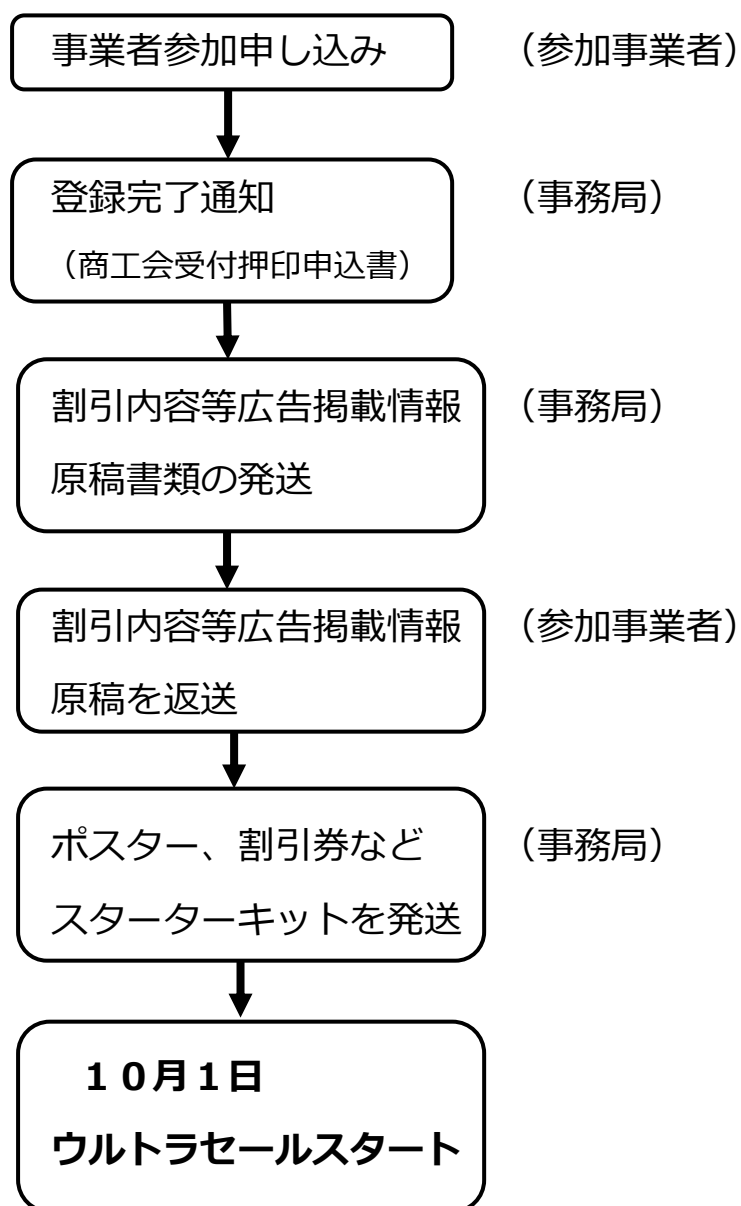 事業者参加申し込み （参加事業者）
登録完了通知 （事務局）
（商工会受付押印申込書）
割引内容等広告掲載情報 （事務局）
原稿書類の発送
割引内容等広告掲載情報 （参加事業者）
原稿を返送
ポスター、割引券など （事務局）
スターターキットを発送
１０月１日
ウルトラセールスタート